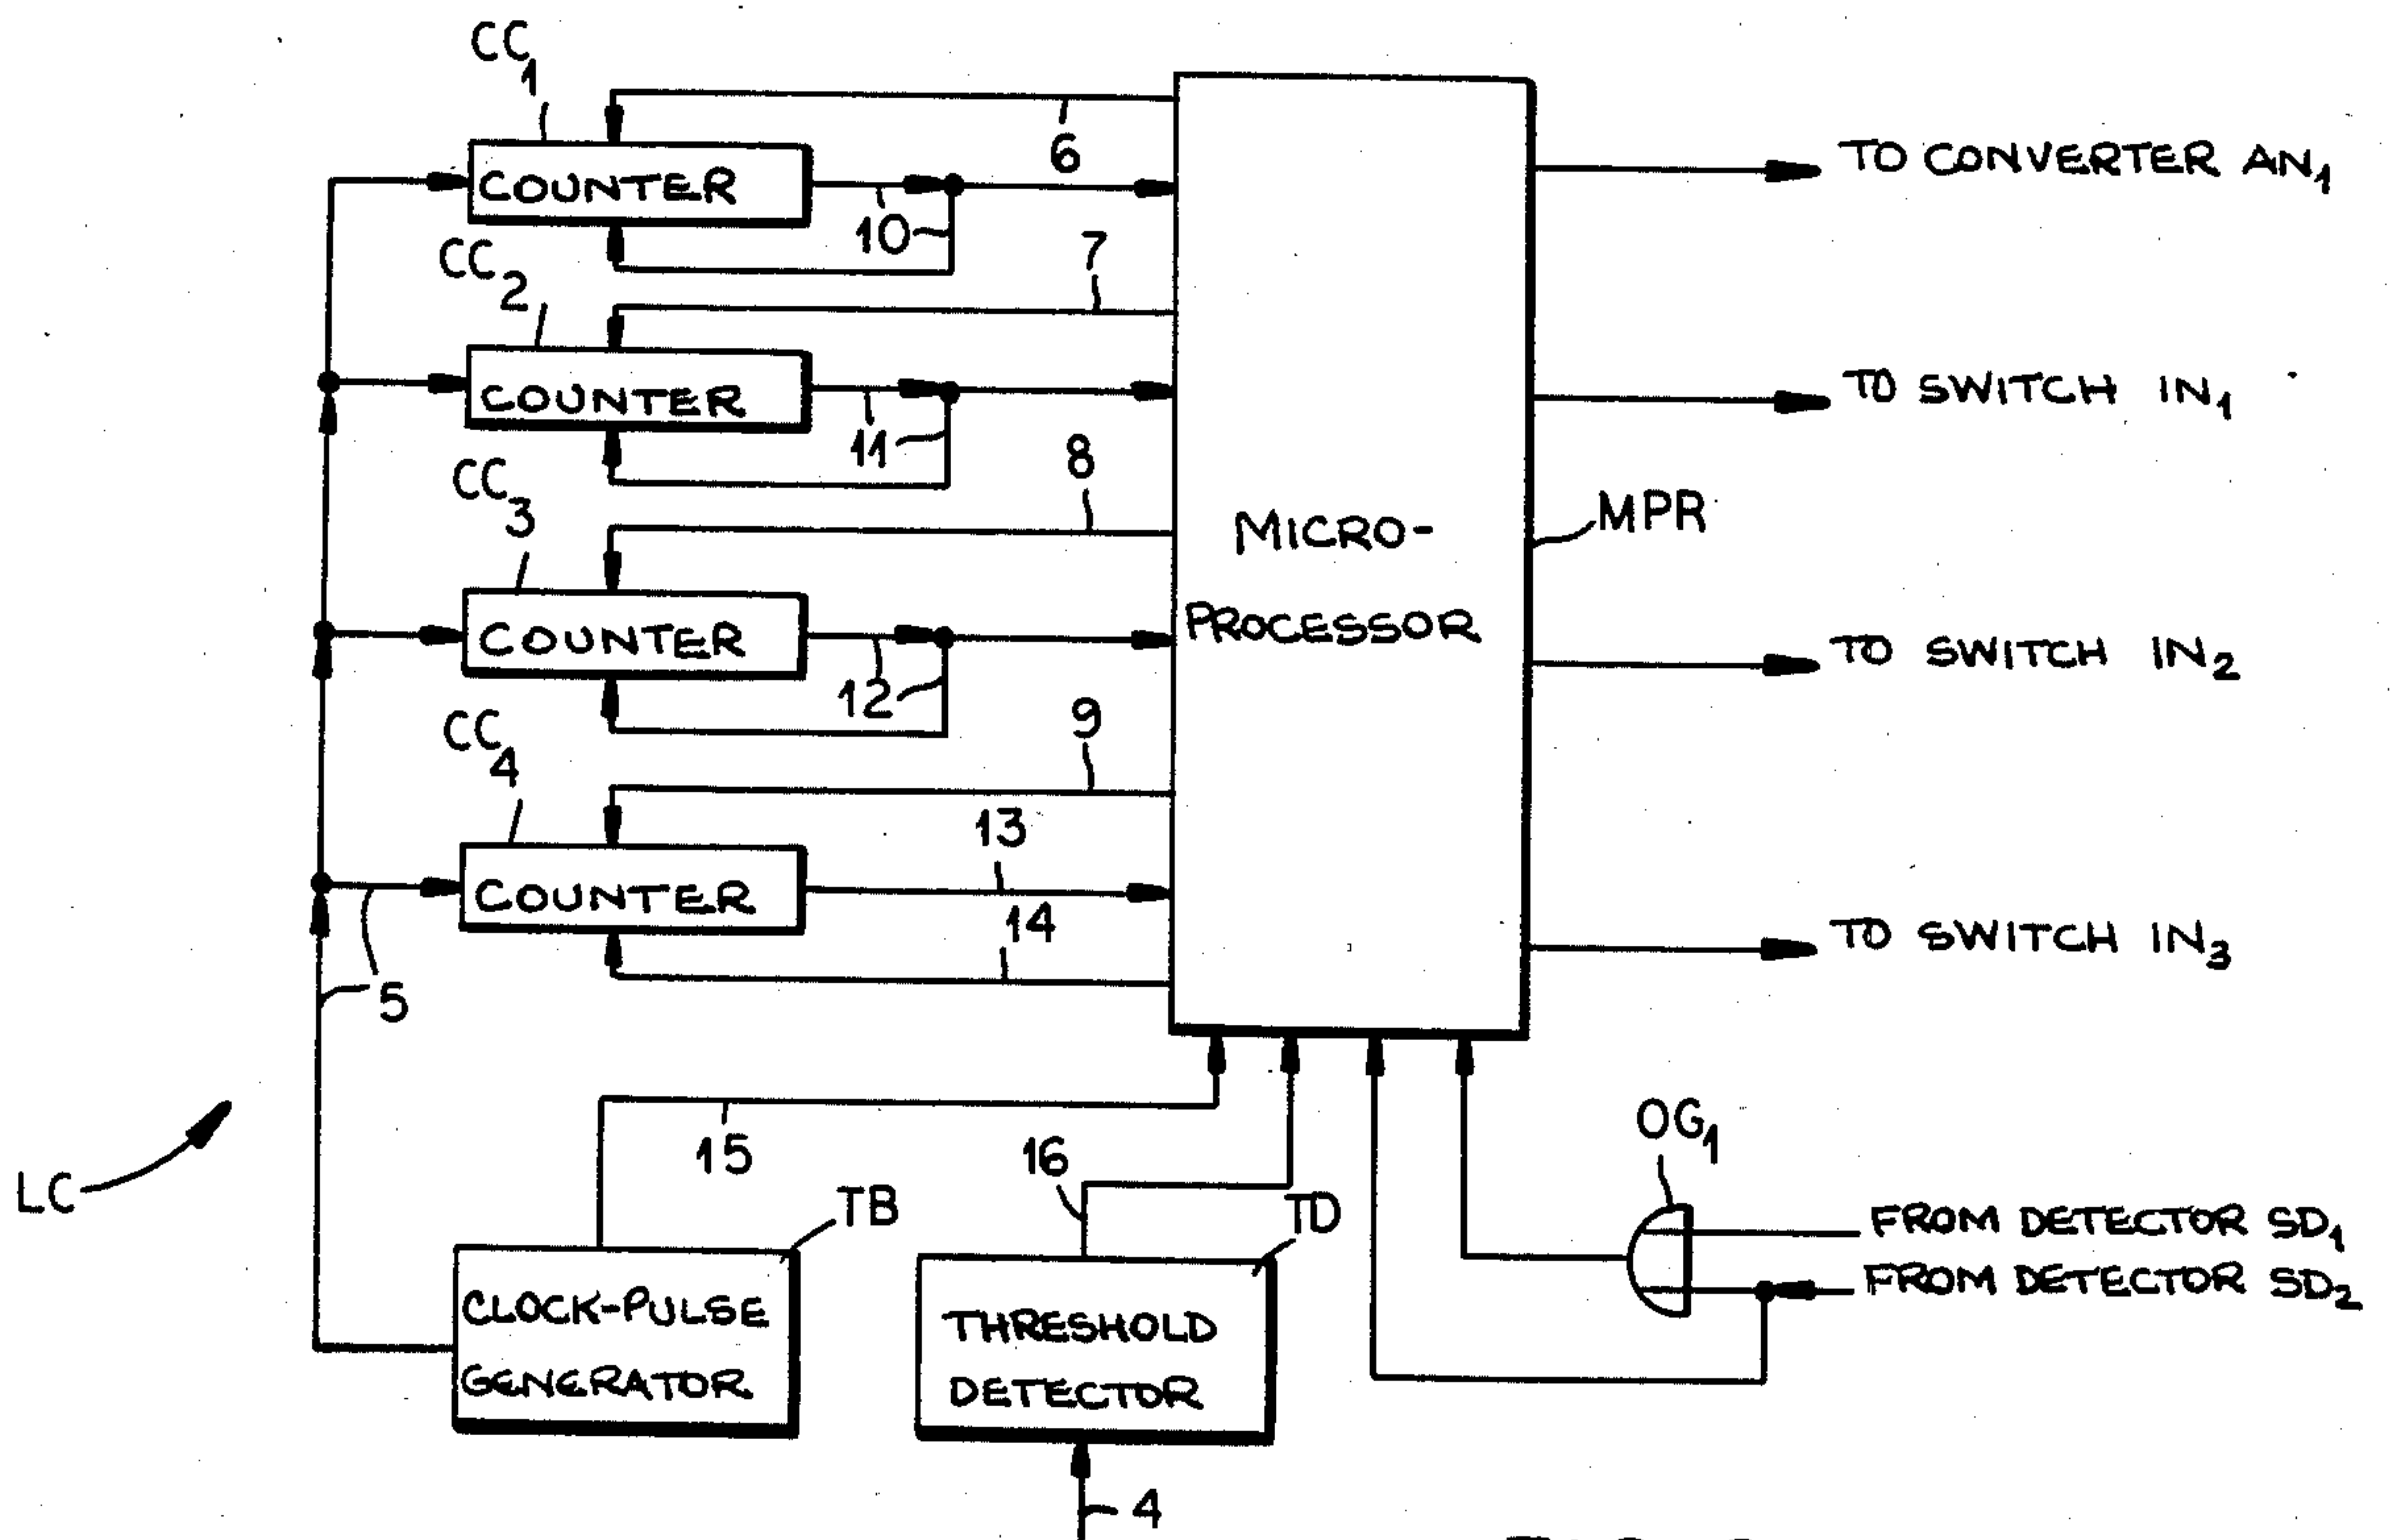 CC1
6
TO CONVERTER AN1
COUNTER
10
CC2
7
TO SWITCH IN1
COUNTER
11
8
CC3
MPR
MICRO-
PROCESSOR
COUNTER
TO SWITCH IN2
12
9
CC4
13
COUNTER
14
TO SWITCH IN3
5
OG1
15
16
LC
TB
TD
FROM DETECTOR SD1
FROM DETECTOR SD2
CLOCK-PULSE
GENERATOR
THRESHOLD
DETECTOR
4